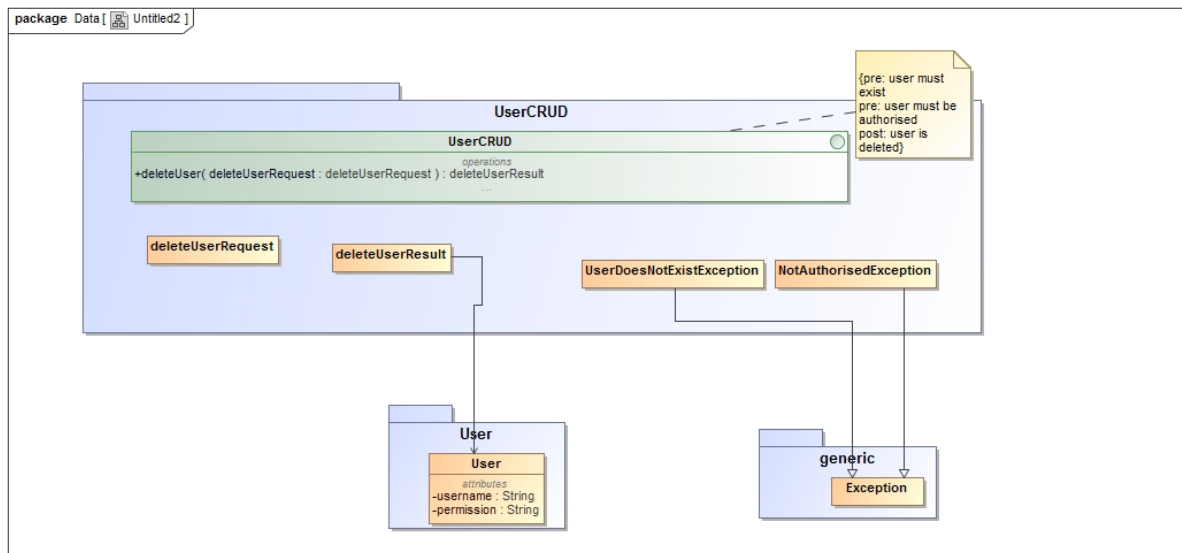 package Data [ Untitled2 ]
{pre: user must
exist
pre: user must be
authorised
post: user is
deleted}
UserCRUD
UserCRUD
operations
+deleteUser( deleteUserRequest : deleteUserRequest ) : deleteUserResult
...
deleteUserRequest
deleteUserResult
UserDoesNotExistException
NotAuthorisedException
User
User
attributes
-username : String
-permission : String
generic
Exception